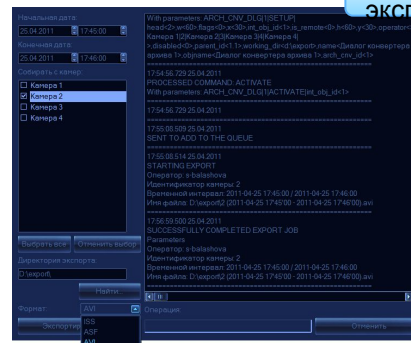 ЭКСП
Начальная дата:
25.04.2011 17:45:00
Конечная дата:
25.04.2011 17:46:00
Собирать с камер
Камера 1
Камера 2
Камера 3
Камера 4
Выбрать все Отменить выбор
Директория экспорта:
D:\export\
Найти...
Формат: AVI
ISS
ASF
AVI
Экспортир
With parameters: ARCH_CNV_DLG|1|SETUP|
head<2>,w<60>,flags<0>,x<30>,int_obj_id<1>,is_remote<0>,h<60>,y<30>,operator<
Камера 1|2|Камера 2|3|Камера 3|4|Камера 4|
>,disabled<0>,parent_id<1.1>,working_dir<d:\export>,name<Диалог конвертера
архива 1>,objname<Диалог конвертера архива 1>,arch_cnv_id<1>
17:54:56.729 25.04.2011
PROCESSED COMMAND: ACTIVATE
With parameters: ARCH_CNV_DLG|1|ACTIVATE|int_obj_id<1>
17:54:56.729 25.04.2011
17:55:08.509 25.04.2011
SENT TO ADD TO THE QUEUE
17:55:08.514 25.04.2011
STARTING EXPORT
Оператор: s-balashova
Идентификатор камеры: 2
Временной интервал: 2011-04-25 17:45:00 / 2011-04-25 17:46:00
Имя файла: D:\export\2 (2011-04-25 17'45'00 - 2011-04-25 17'46'00).avi
17:56:59.500 25.04.2011
SUCCESSFULLY COMPLETED EXPORT JOB
Parameters
Оператор: s-balashova
Идентификатор камеры: 2
Временной интервал: 2011-04-25 17:45:00 / 2011-04-25 17:46:00
Имя файла: D:\export\2 (2011-04-25 17'45'00 - 2011-04-25 17'46'00).avi
Операция:
Отменить